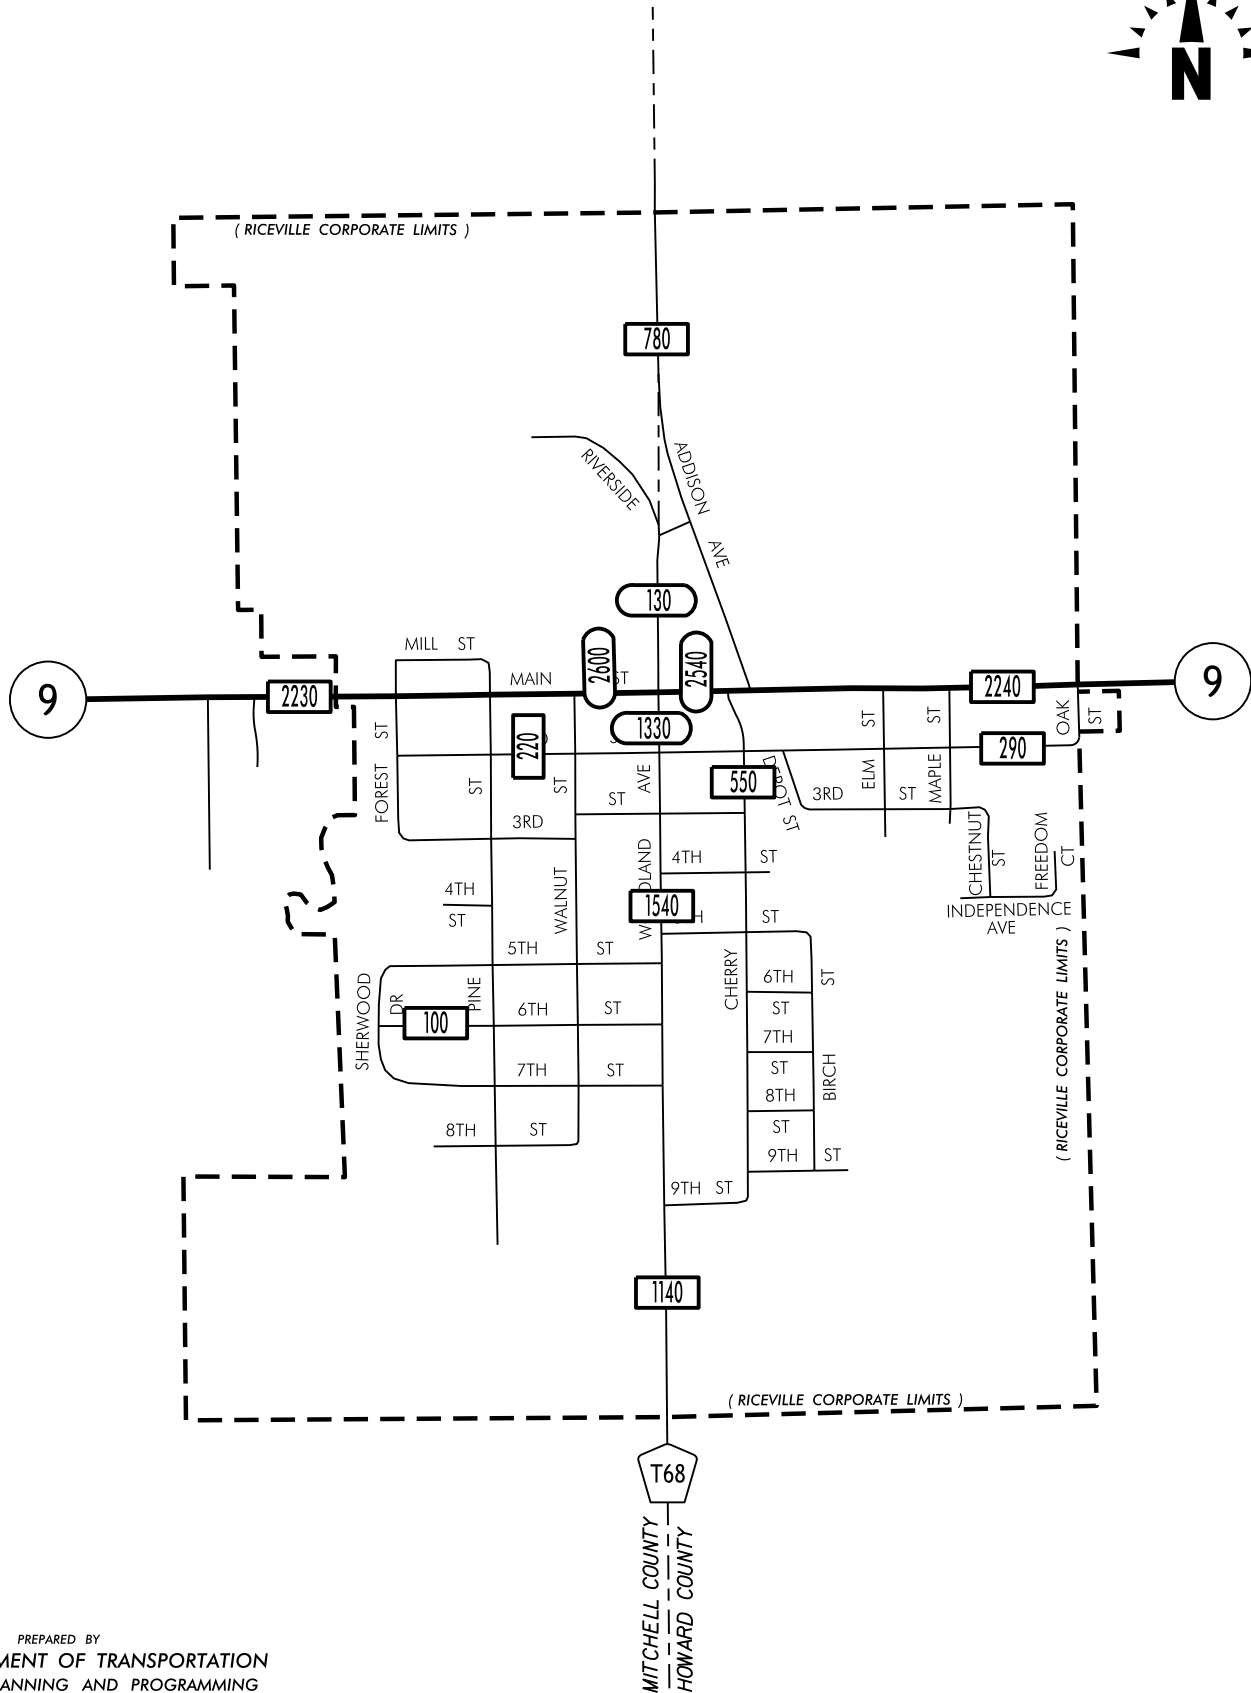 N
( RICEVILLE CORPORATE LIMITS )
780
ADDISON
AVE
RIVERSIDE
130
MILL ST
2600
2540
MAIN
ST
9
2230
2240
9
FOREST ST
220
1330
ST
OAK
ST
ST
290
ST
ST
AVE
550
ELM
MAPLE
3RD ST
ST
3RD
4TH ST
CHESTNUT
ST
FREEDOM
CT
WALNUT
4TH
ST
1540
ST
INDEPENDENCE
AVE
5TH ST
CHERRY
6TH
ST
ST
SHERWOOD
DR
PINE
100
6TH ST
7TH
ST
BIRCH
( RICEVILLE CORPORATE LIMITS )
7TH ST
8TH
ST
8TH ST
9TH ST
9TH ST
1140
( RICEVILLE CORPORATE LIMITS )
T68
MITCHELL COUNTY
HOWARD COUNTY
PREPARED BY
MENT OF TRANSPORTATION
ANNING AND PROGRAMMING